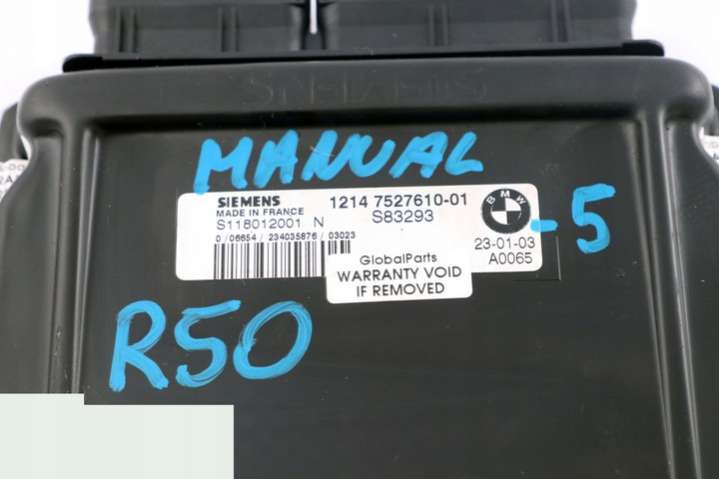 SIEMENS
MANUAL
SIEMENS 1214 7527610-01
MADE IN FRANCE S83293
S118012001 N
0 / 06654 / 234035876 / 03023
BMW
23-01-03
A0065
-5
GlobalParts
WARRANTY VOID
IF REMOVED
R50